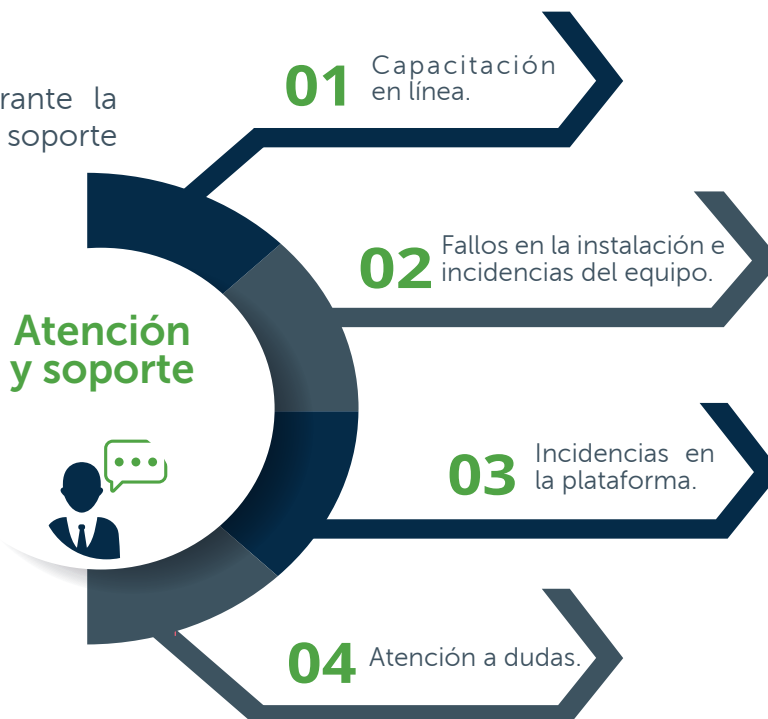 rante la
soporte
01
Capacitación
en línea.
02
Fallos en la instalación e
incidencias del equipo.
Atención
y soporte
03
Incidencias en
la plataforma.
04
Atención a dudas.